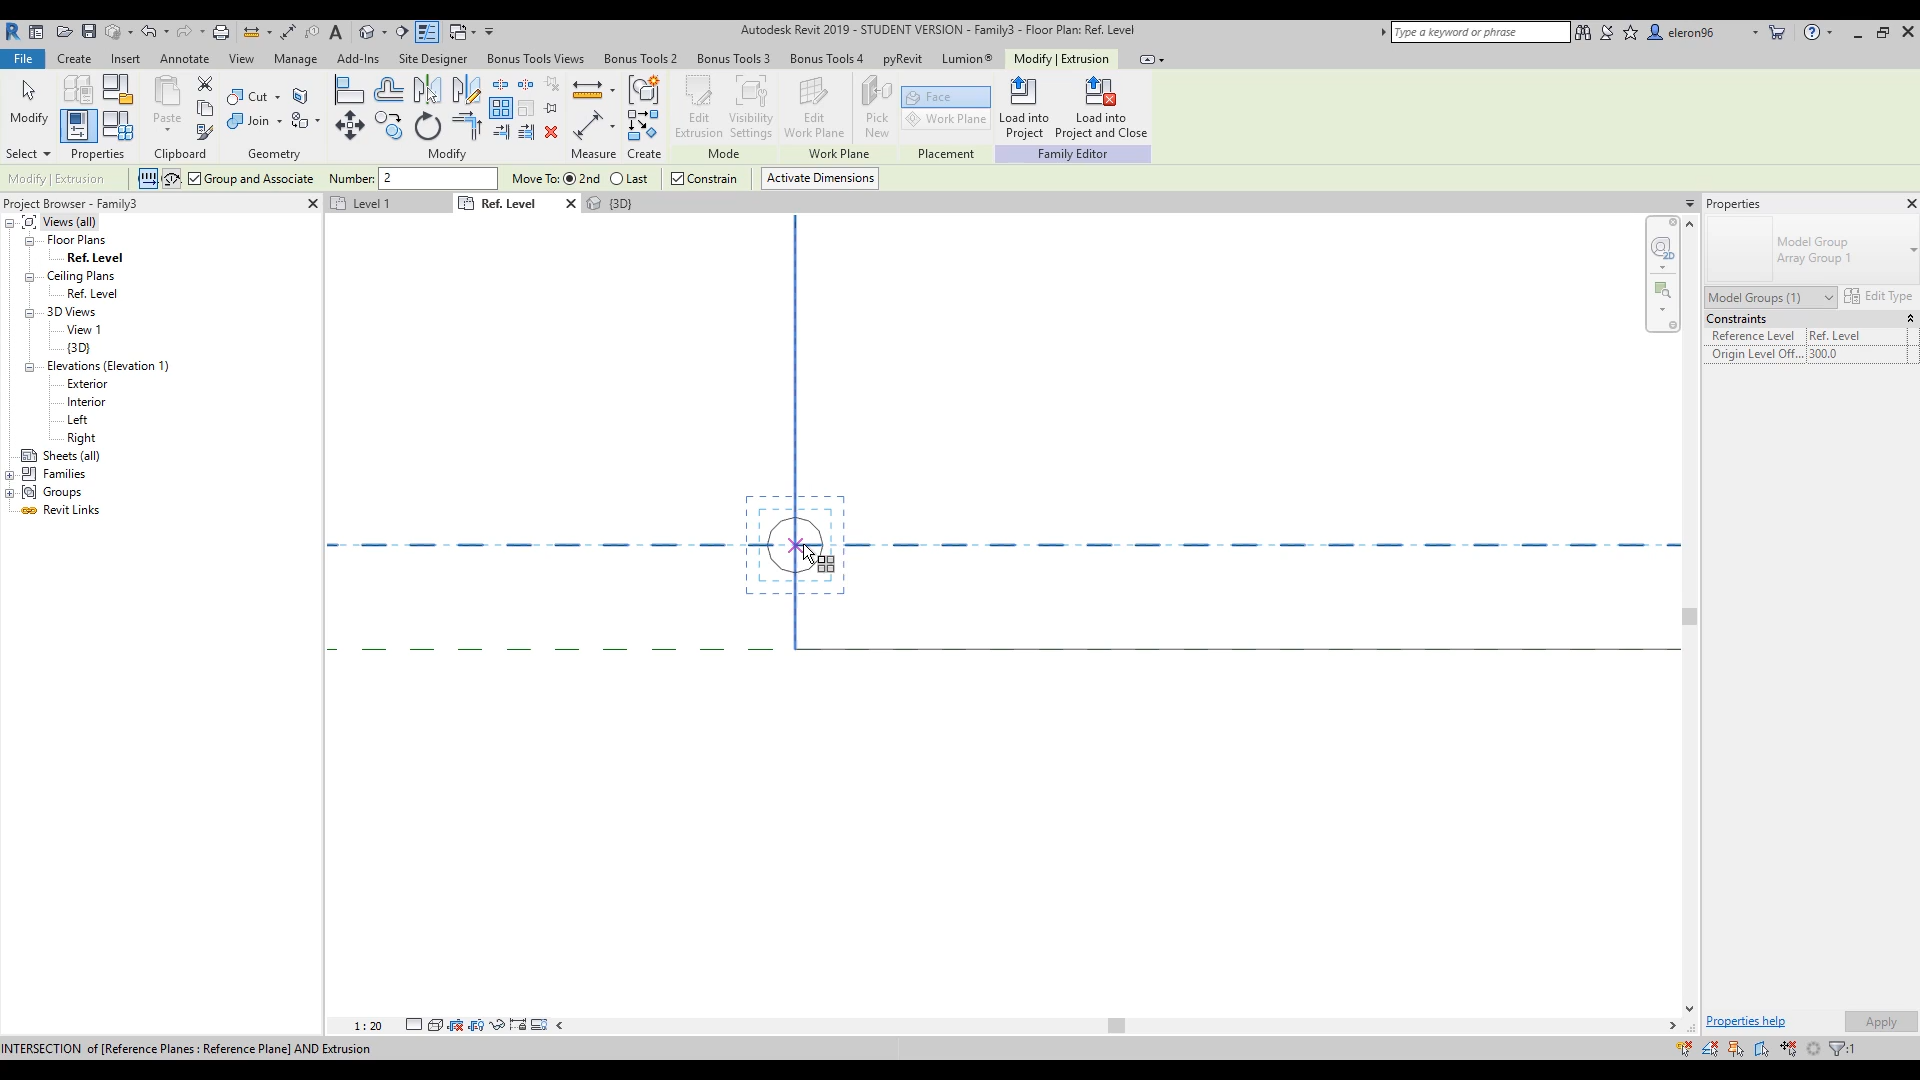 Autodesk Revit 2019 - STUDENT VERSION - Family3 - Floor Plan: Ref. Level
Type a keyword or phrase
eleron96
File Create Insert Annotate View Manage Add-Ins Site Designer Bonus Tools Views Bonus Tools 2 Bonus Tools 3 Bonus Tools 4 pyRevit Lumion® Modify | Extrusion
Modify
Paste
Cut
Join
Edit Extrusion
Visibility Settings
Edit Work Plane
Pick New
Face
Work Plane
Load into Project
Load into Project and Close
Select Properties Clipboard Geometry Modify Measure Create Mode Work Plane Placement Family Editor
Modify | Extrusion Group and Associate Number: 2 Move To: 2nd Last Constrain Activate Dimensions
Project Browser - Family3
Level 1 Ref. Level {3D}
Views (all)
Floor Plans
Ref. Level
Ceiling Plans
Ref. Level
3D Views
View 1
{3D}
Elevations (Elevation 1)
Exterior
Interior
Left
Right
Sheets (all)
Families
Groups
Revit Links
2D
Properties
Model Group
Array Group 1
Model Groups (1) Edit Type
Constraints
Reference Level Ref. Level
Origin Level Off... 300.0
1 : 20
Properties help Apply
INTERSECTION of [Reference Planes : Reference Plane] AND Extrusion
:1